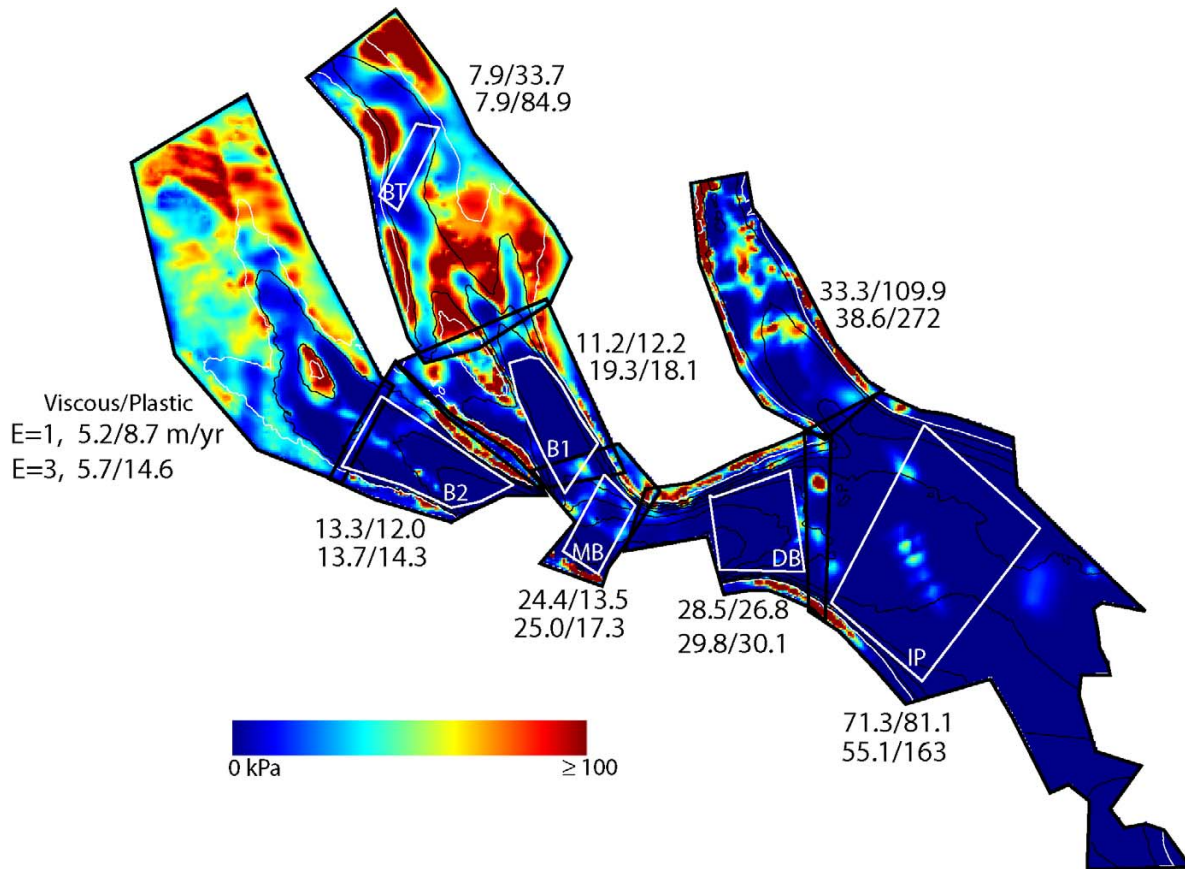 7.9/33.7
7.9/84.9
BT
33.3/109.9
38.6/272
11.2/12.2
19.3/18.1
Viscous/Plastic
E=1, 5.2/8.7 m/yr
E=3, 5.7/14.6
B1
B2
13.3/12.0
13.7/14.3
MB
DB
24.4/13.5
25.0/17.3
28.5/26.8
29.8/30.1
IP
71.3/81.1
55.1/163
0 kPa
≥ 100